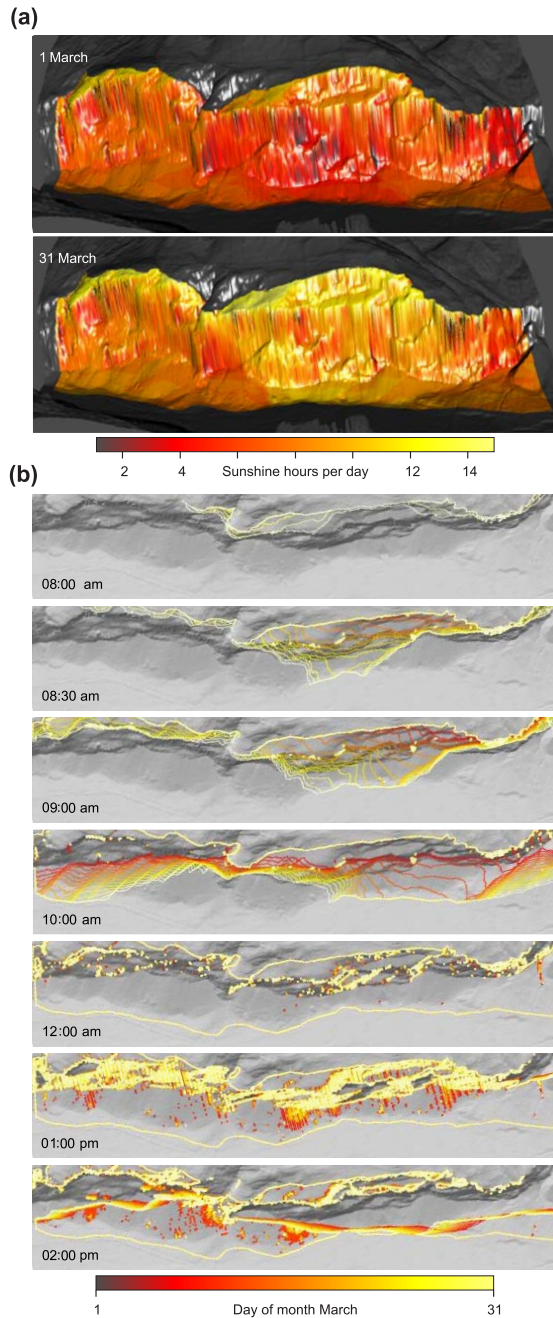 (a)
1 March
31 March
2 4 Sunshine hours per day 12 14
(b)
08:00 am
08:30 am
09:00 am
10:00 am
12:00 am
01:00 pm
02:00 pm
1 Day of month March 31